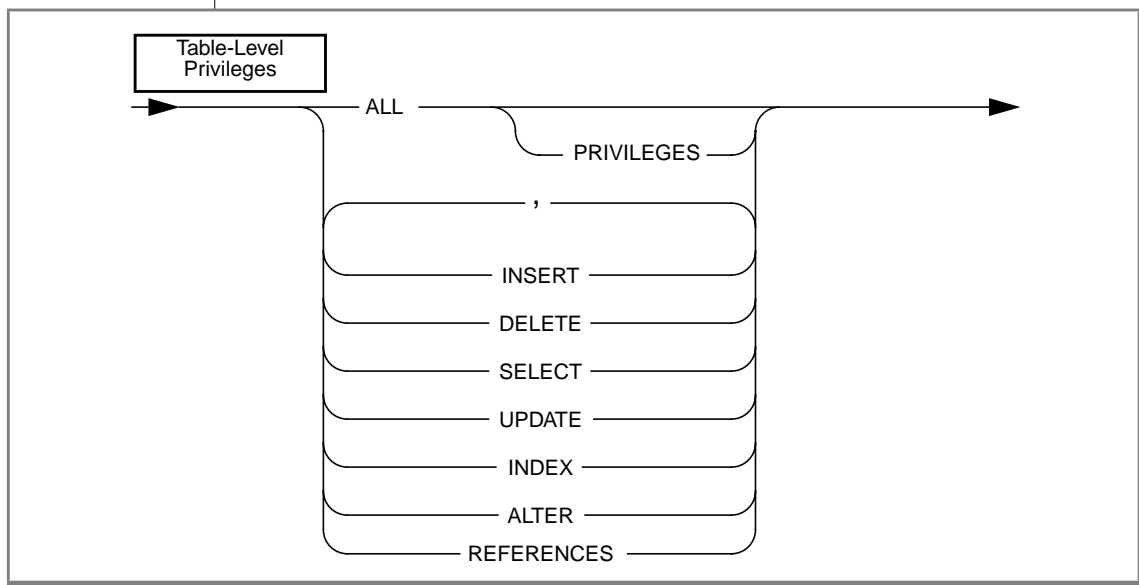 Table-Level
Privileges
ALL
PRIVILEGES
,
INSERT
DELETE
SELECT
UPDATE
INDEX
ALTER
REFERENCES